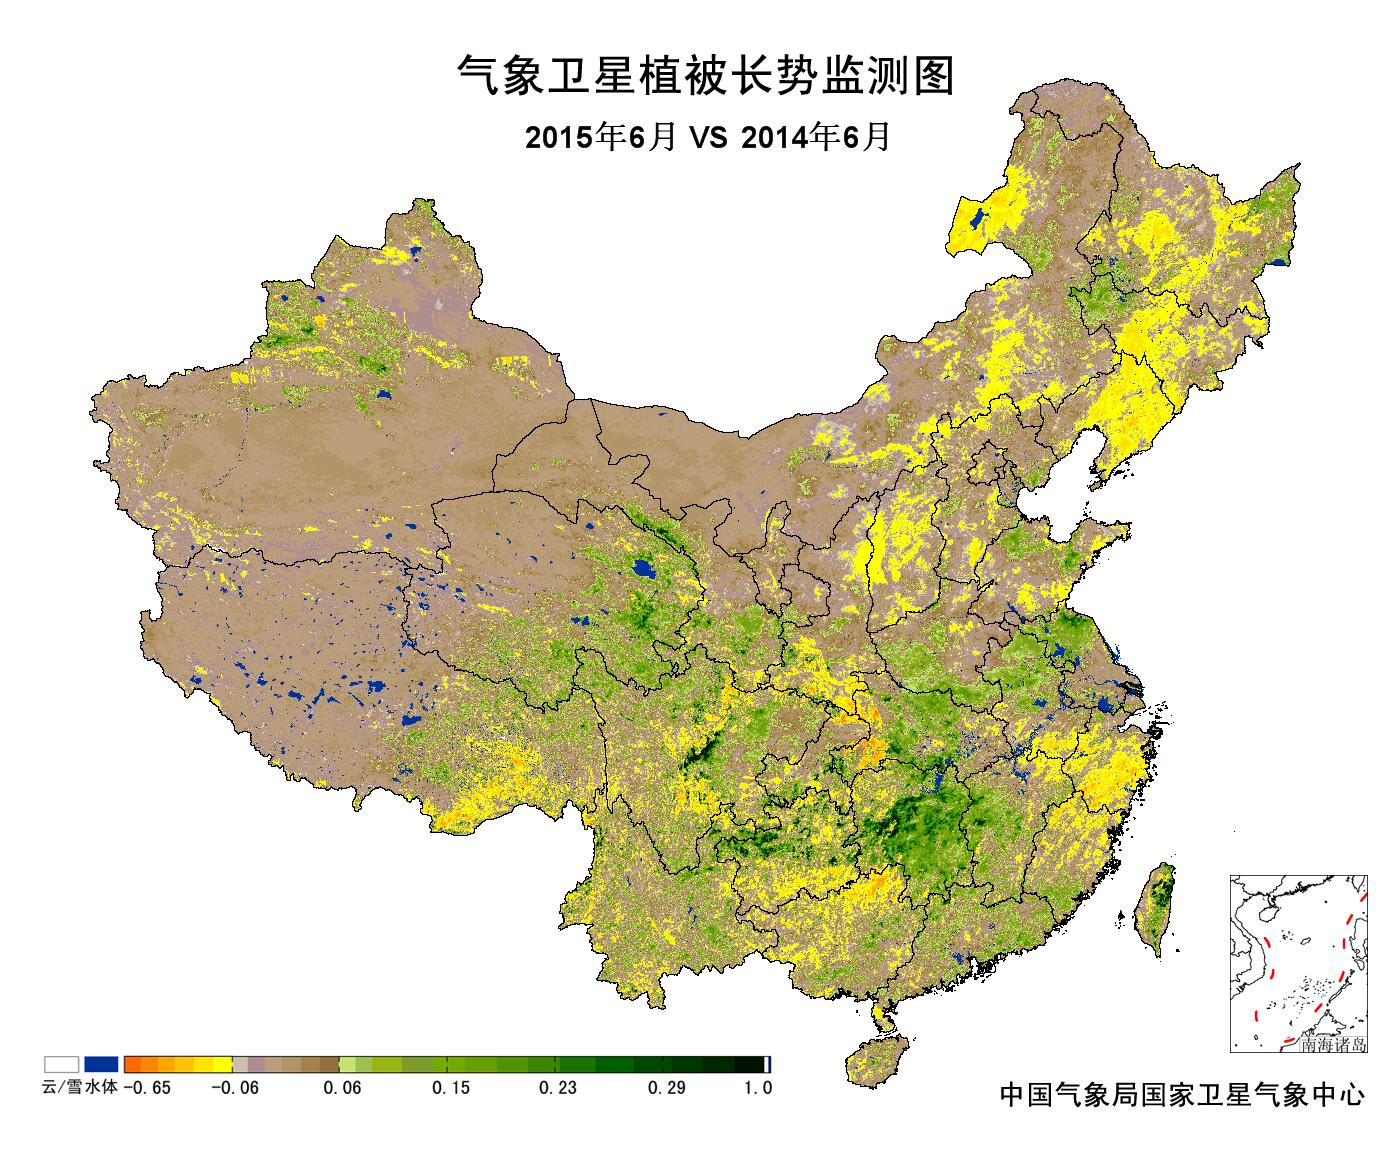 气象卫星植被长势监测图
2015年6月 VS 2014年6月
南海诸岛
云/雪 水体 -0.65 -0.06 0.06 0.15 0.23 0.29 1.0
中国气象局国家卫星气象中心